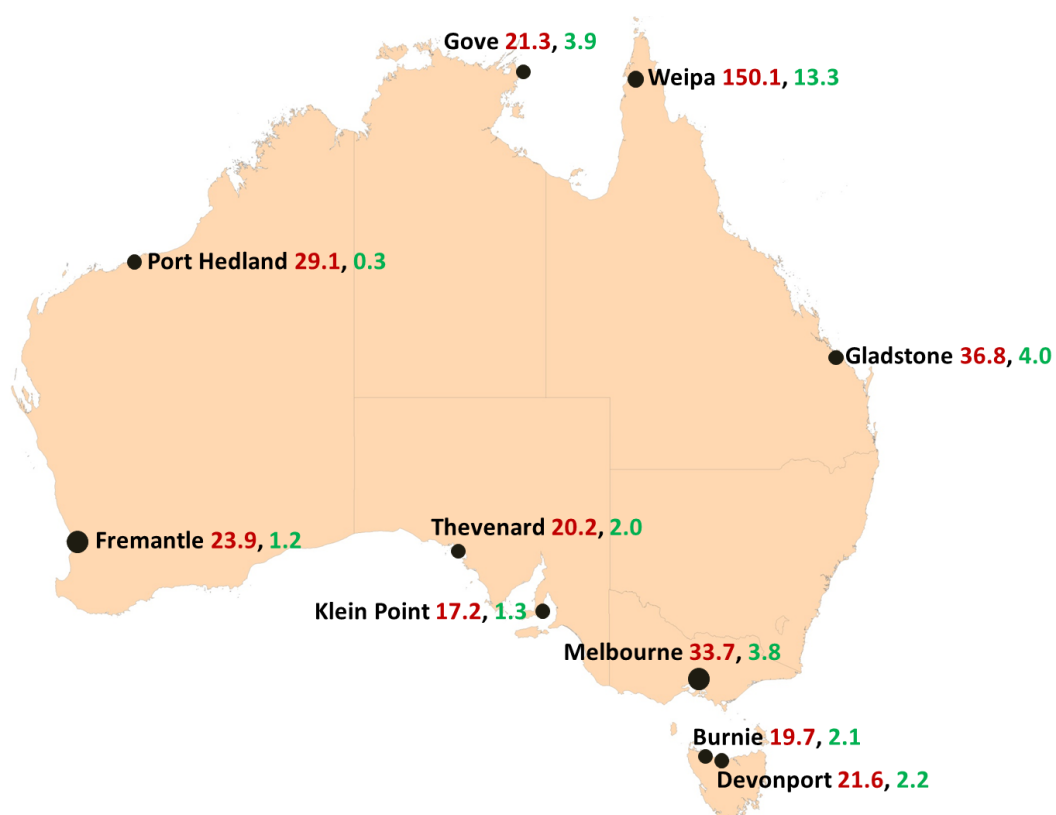 Gove 21.3, 3.9
Weipa 150.1, 13.3
Port Hedland 29.1, 0.3
Gladstone 36.8, 4.0
Thevenard 20.2, 2.0
Fremantle 23.9, 1.2
Klein Point 17.2, 1.3
Melbourne 33.7, 3.8
Burnie 19.7, 2.1
Devonport 21.6, 2.2